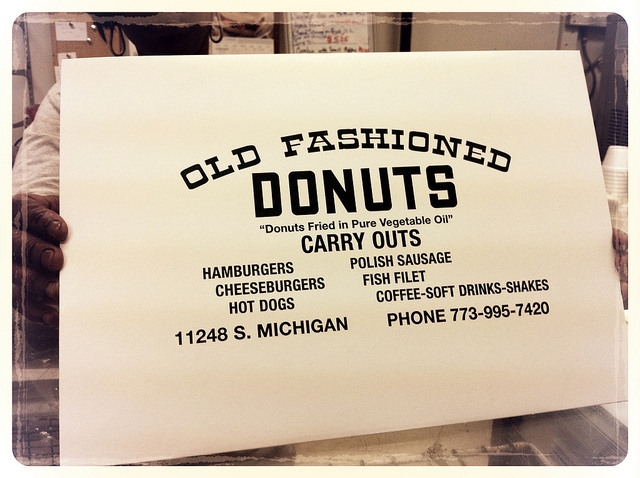 OLD FASHIONED
DONUTS
"Donuts Fried in Pure Vegetable Oil"
CARRY OUTS
HAMBURGERS
CHEESEBURGERS
HOT DOGS
POLISH SAUSAGE
FISH FILET
COFFEE-SOFT DRINKS-SHAKES
11248 S. MICHIGAN
PHONE 773-995-7420